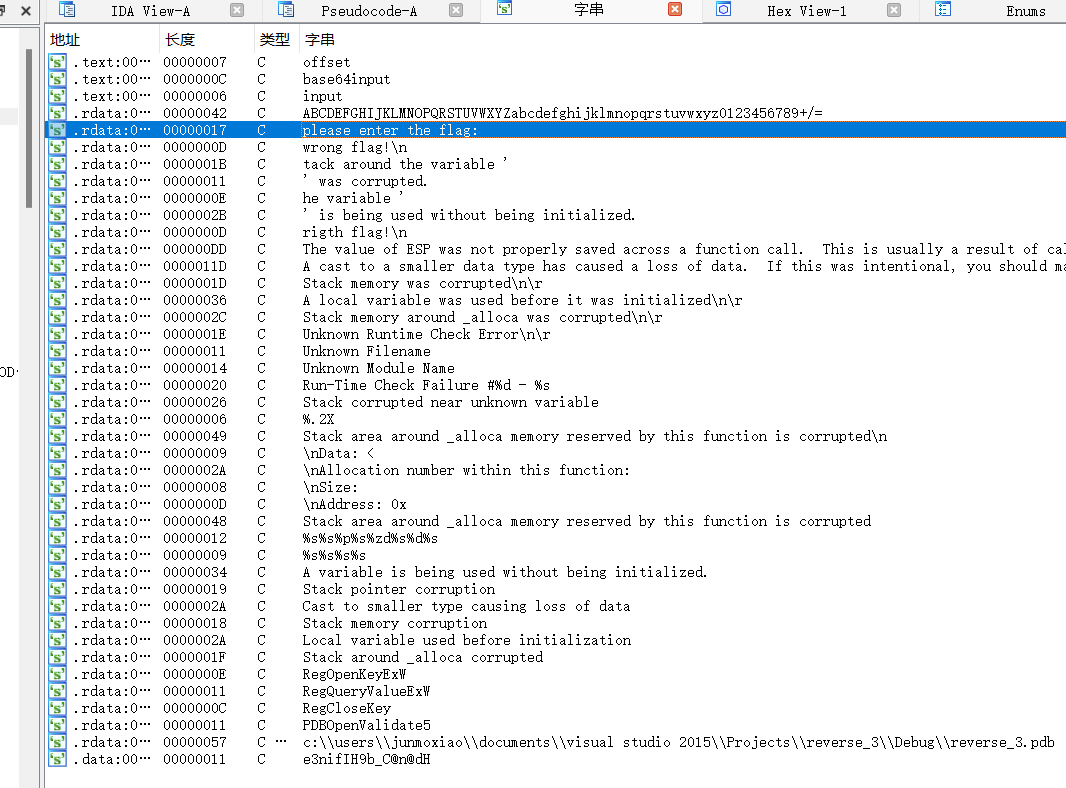 IDA View-A Pseudocode-A 字串 Hex View-1 Enums
地址 长度 类型 字串
.text:00… 00000007 C offset
.text:00… 0000000C C base64input
.text:00… 00000006 C input
.rdata:0… 00000042 C ABCDEFGHIJKLMNOPQRSTUVWXYZabcdefghijklmnopqrstuvwxyz0123456789+/=
.rdata:0… 00000017 C please enter the flag:
.rdata:0… 0000000D C wrong flag!\n
.rdata:0… 0000001B C tack around the variable '
.rdata:0… 00000011 C ' was corrupted.
.rdata:0… 0000000E C he variable '
.rdata:0… 0000002B C ' is being used without being initialized.
.rdata:0… 0000000D C rigth flag!\n
.rdata:0… 000000DD C The value of ESP was not properly saved across a function call.  This is usually a result of cal
.rdata:0… 0000011D C A cast to a smaller data type has caused a loss of data.  If this was intentional, you should ma
.rdata:0… 0000001D C Stack memory was corrupted\n\r
.rdata:0… 00000036 C A local variable was used before it was initialized\n\r
.rdata:0… 0000002C C Stack memory around _alloca was corrupted\n\r
.rdata:0… 0000001E C Unknown Runtime Check Error\n\r
.rdata:0… 00000011 C Unknown Filename
.rdata:0… 00000014 C Unknown Module Name
.rdata:0… 00000020 C Run-Time Check Failure #%d - %s
.rdata:0… 00000026 C Stack corrupted near unknown variable
.rdata:0… 00000006 C %.2X
.rdata:0… 00000049 C Stack area around _alloca memory reserved by this function is corrupted\n
.rdata:0… 00000009 C \nData: <
.rdata:0… 0000002A C \nAllocation number within this function:
.rdata:0… 00000008 C \nSize:
.rdata:0… 0000000D C \nAddress: 0x
.rdata:0… 00000048 C Stack area around _alloca memory reserved by this function is corrupted
.rdata:0… 00000012 C %s%s%p%s%zd%s%d%s
.rdata:0… 00000009 C %s%s%s%s
.rdata:0… 00000034 C A variable is being used without being initialized.
.rdata:0… 00000019 C Stack pointer corruption
.rdata:0… 0000002A C Cast to smaller type causing loss of data
.rdata:0… 00000018 C Stack memory corruption
.rdata:0… 0000002A C Local variable used before initialization
.rdata:0… 0000001F C Stack around _alloca corrupted
.rdata:0… 0000000E C RegOpenKeyExW
.rdata:0… 00000011 C RegQueryValueExW
.rdata:0… 0000000C C RegCloseKey
.rdata:0… 00000011 C PDBOpenValidate5
.rdata:0… 00000057 C … c:\\users\\junmoxiao\\documents\\visual studio 2015\\Projects\\reverse_3\\Debug\\reverse_3.pdb
.data:00… 00000011 C e3nifIH9b_C@n@dH